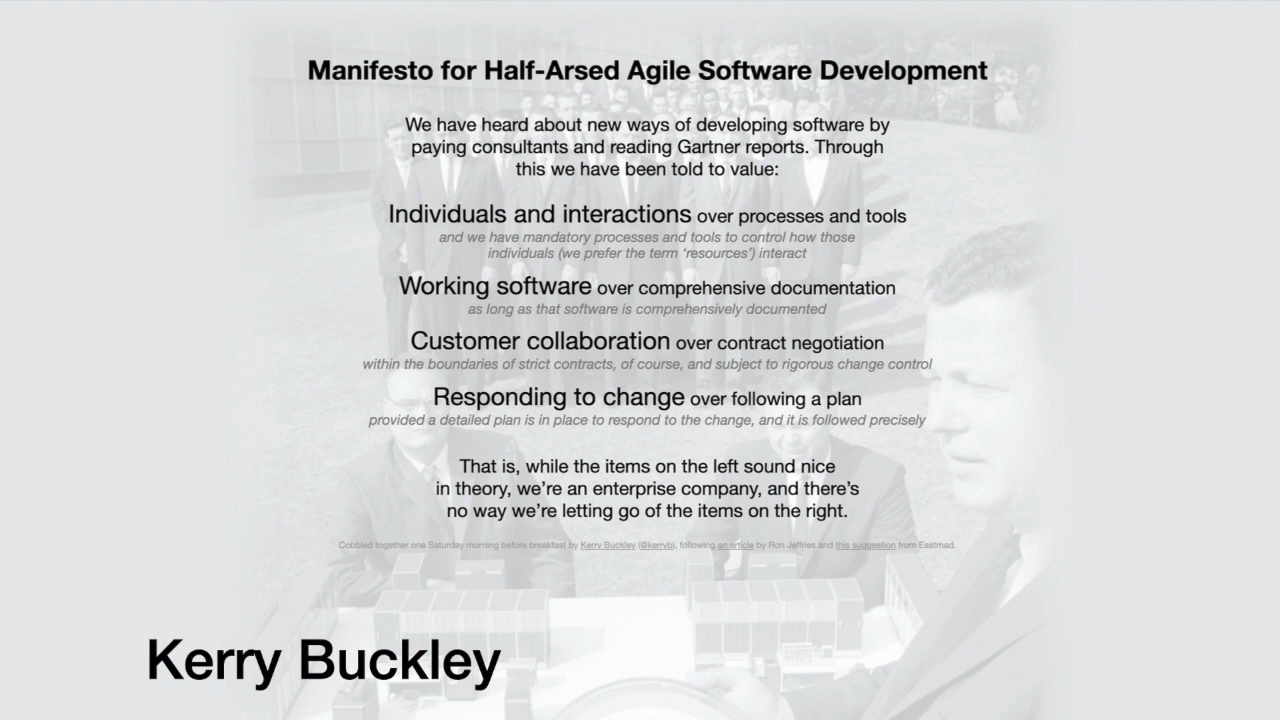 Manifesto for Half-Arsed Agile Software Development
We have heard about new ways of developing software by
paying consultants and reading Gartner reports. Through
this we have been told to value:
Individuals and interactions over processes and tools
and we have mandatory processes and tools to control how those
individuals (we prefer the term ‘resources’) interact
Working software over comprehensive documentation
as long as that software is comprehensively documented
Customer collaboration over contract negotiation
within the boundaries of strict contracts, of course, and subject to rigorous change control
Responding to change over following a plan
provided a detailed plan is in place to respond to the change, and it is followed precisely
That is, while the items on the left sound nice
in theory, we’re an enterprise company, and there’s
no way we’re letting go of the items on the right.
Cobbled together one Saturday morning before breakfast by Kerry Buckley (@kerryb), following an article by Ron Jeffries and this suggestion from Eastmad.
Kerry Buckley